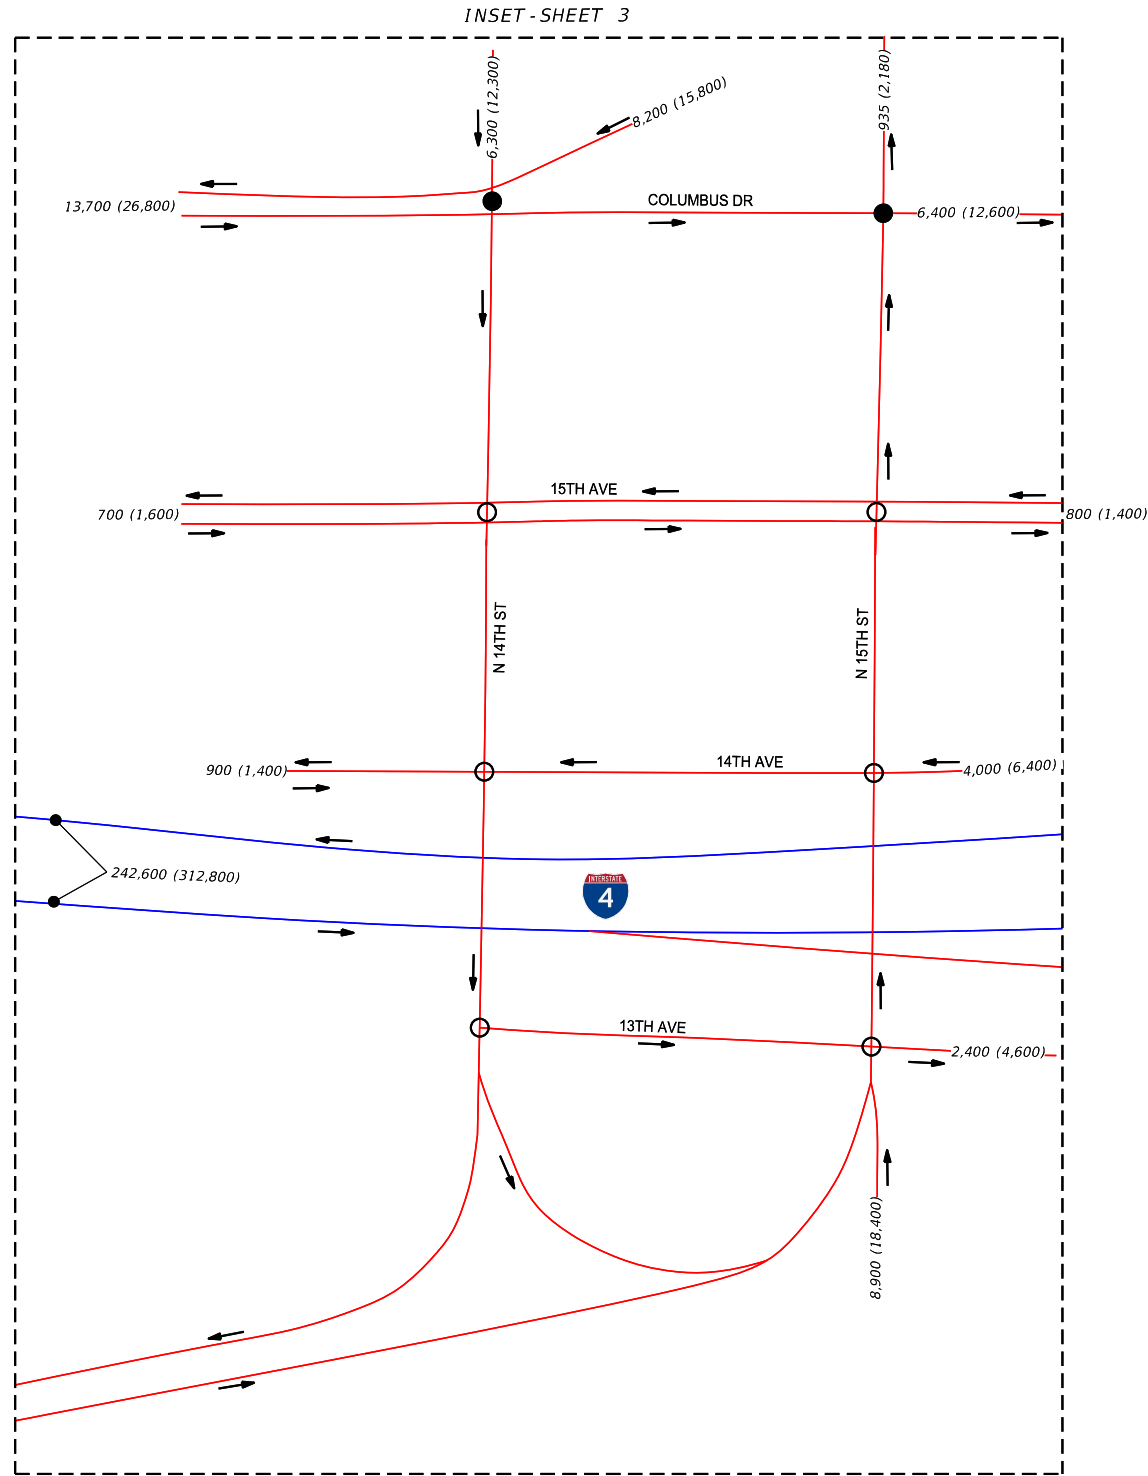 INSET-SHEET 3
6,300 (12,300)
8,200 (15,800)
935 (2,180)
13,700 (26,800)
COLUMBUS DR
6,400 (12,600)
15TH AVE
700 (1,600)
800 (1,400)
N 14TH ST
N 15TH ST
900 (1,400)
14TH AVE
4,000 (6,400)
242,600 (312,800)
INTERSTATE
4
13TH AVE
2,400 (4,600)
8,900 (18,400)